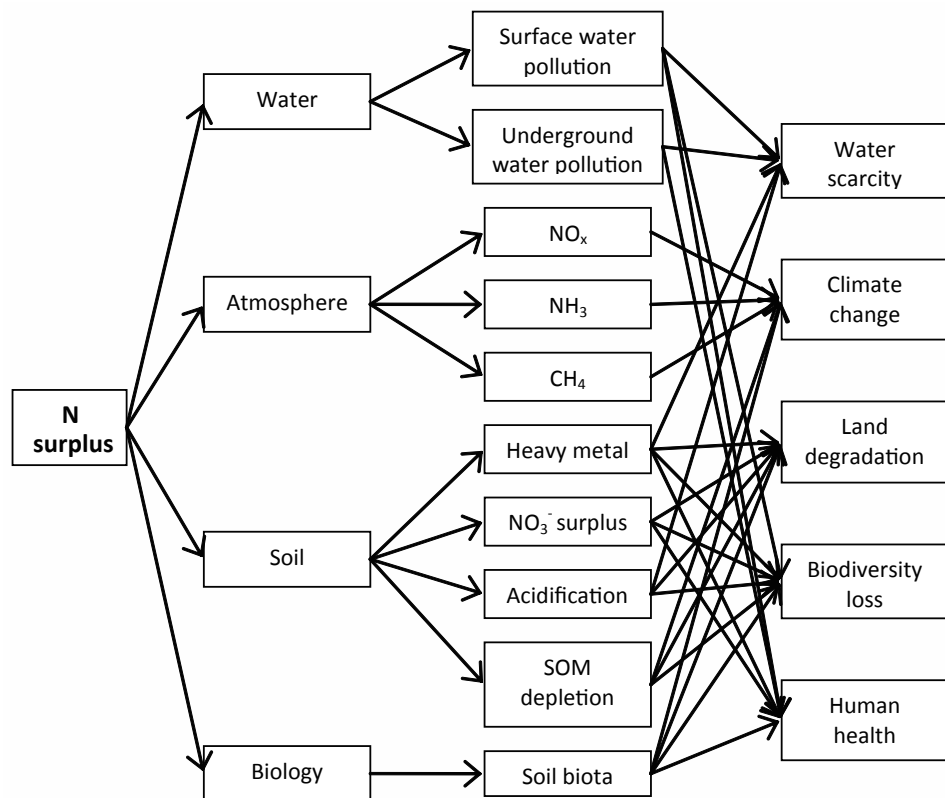 N
surplus
Water
Atmosphere
Soil
Biology
Surface water
pollution
Underground
water pollution
NOₓ
NH₃
CH₄
Heavy metal
NO₃⁻ surplus
Acidification
SOM
depletion
Soil biota
Water
scarcity
Climate
change
Land
degradation
Biodiversity
loss
Human
health